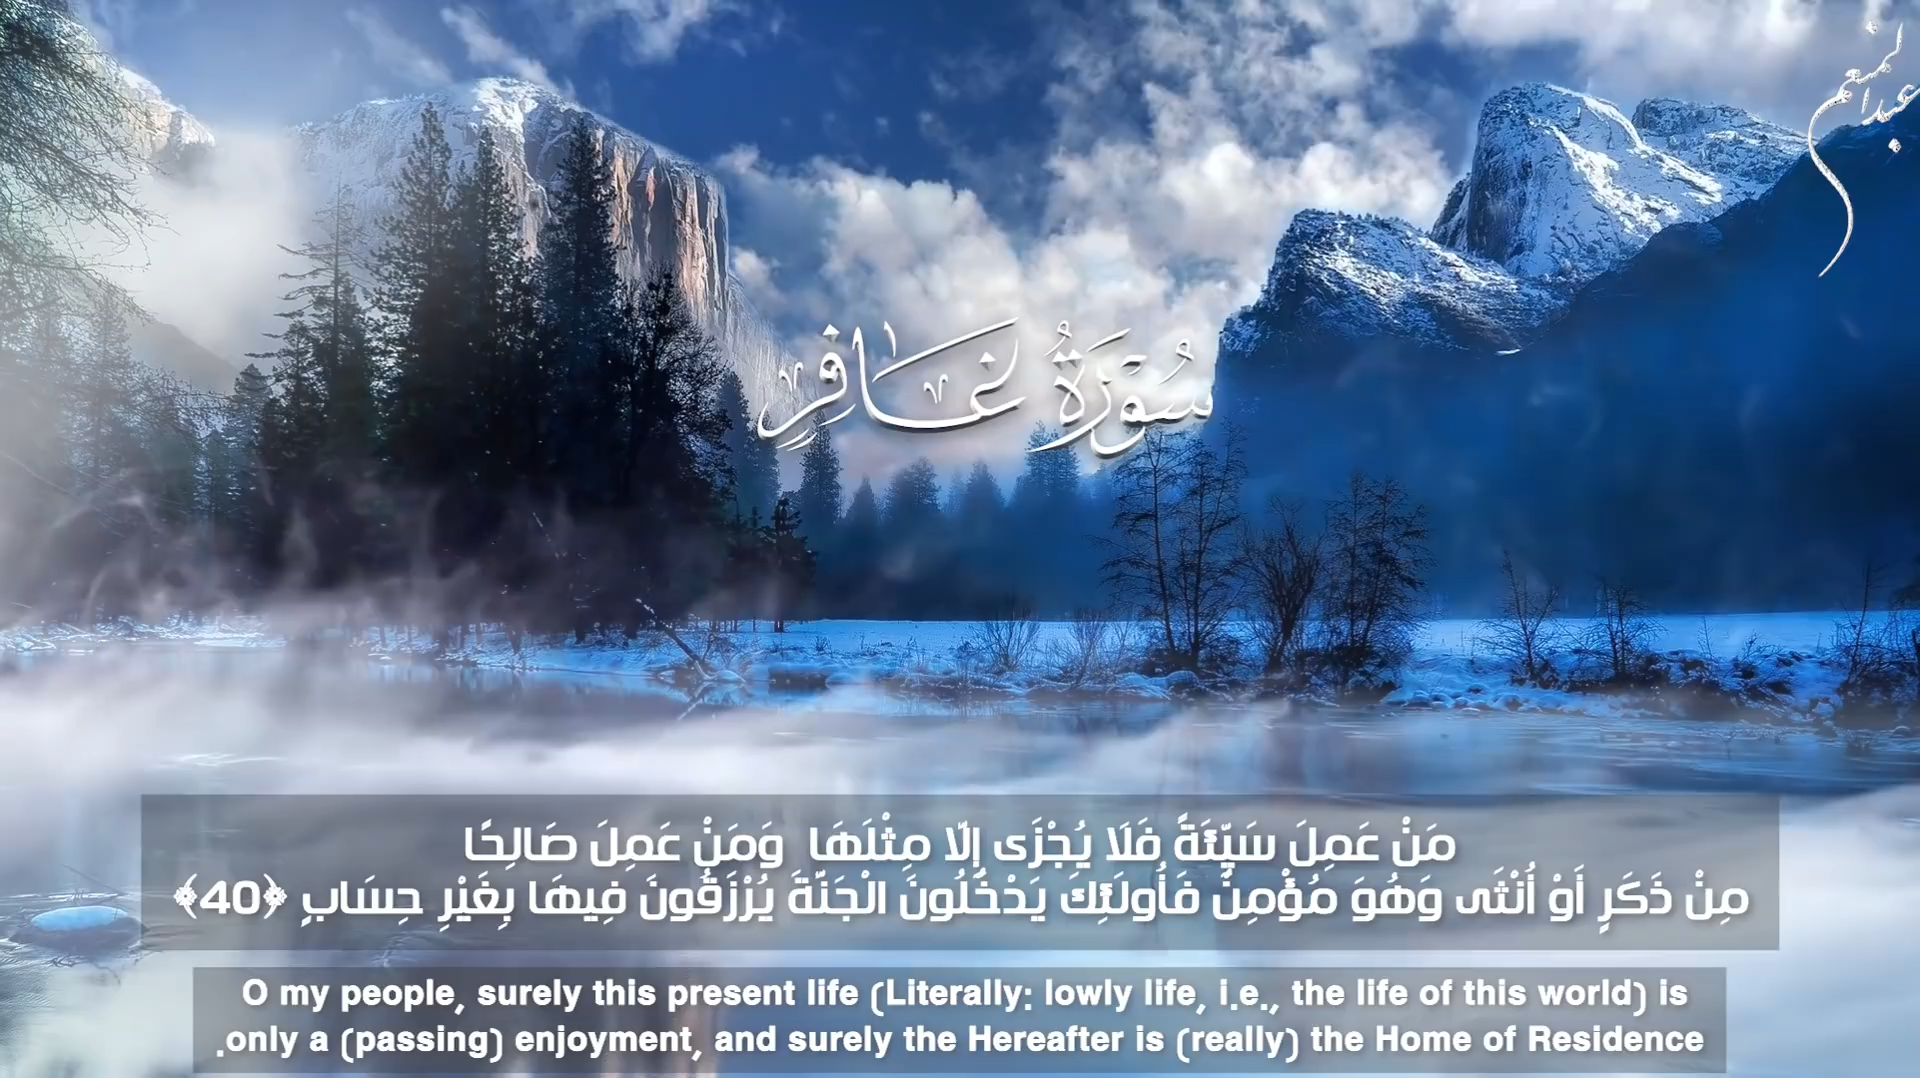 عبدالمنعم
سُورَةُ غَافِرٍ
مَنْ عَمِلَ سَيِّئَةً فَلَا يُجْزَى إِلَّا مِثْلَهَا وَمَنْ عَمِلَ صَالِحًا
مِنْ ذَكَرٍ أَوْ أُنْثَى وَهُوَ مُؤْمِنٌ فَأُولَئِكَ يَدْخُلُونَ الْجَنَّةَ يُرْزَقُونَ فِيهَا بِغَيْرِ حِسَابٍ ﴿40﴾
O my people, surely this present life (Literally: lowly life, i.e., the life of this world) is
.only a (passing) enjoyment, and surely the Hereafter is (really) the Home of Residence